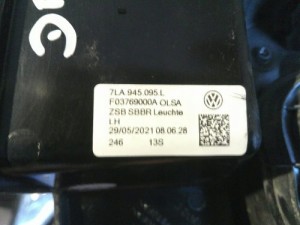 7LA 945.095.L
F03769000A OLSA
ZSB SBBR Leuchte
LH
29/05/2021 08.06.28
246 13S